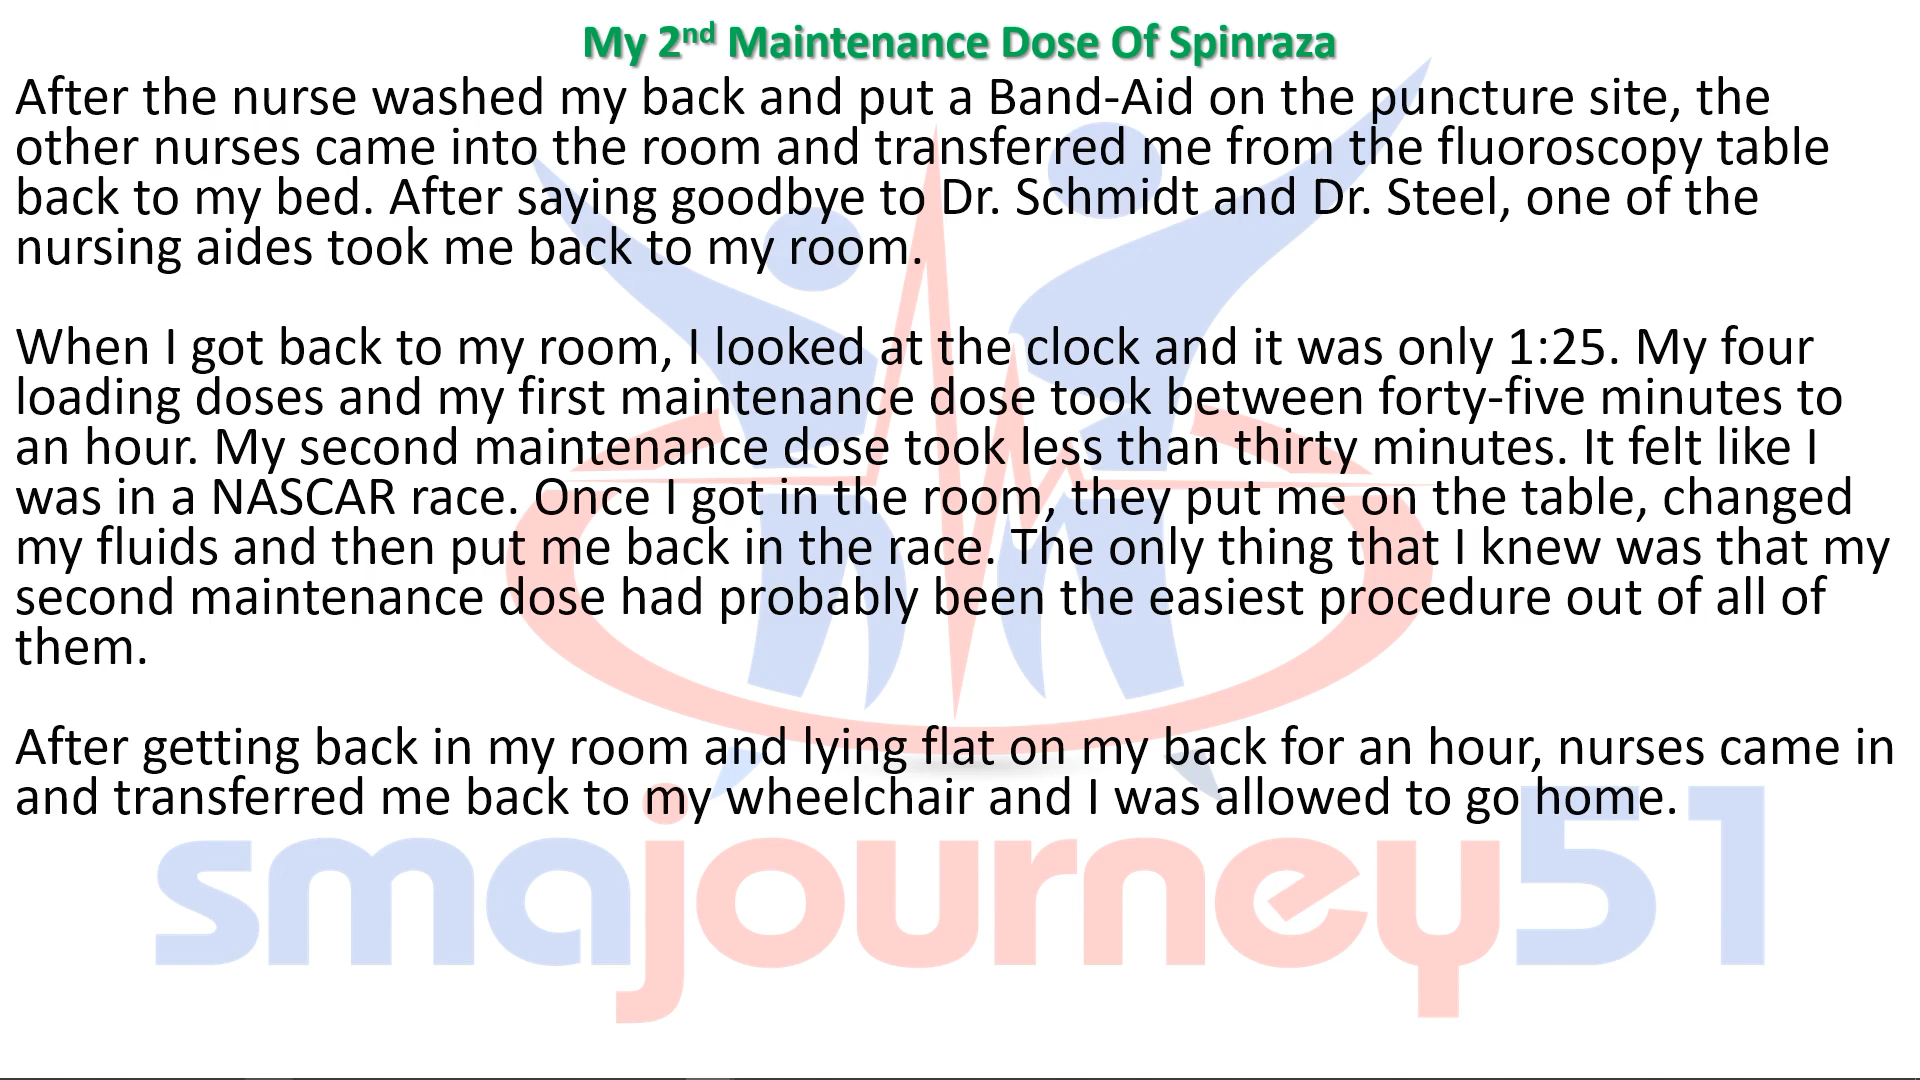 My 2nd Maintenance Dose Of Spinraza
After the nurse washed my back and put a Band-Aid on the puncture site, the
other nurses came into the room and transferred me from the fluoroscopy table
back to my bed. After saying goodbye to Dr. Schmidt and Dr. Steel, one of the
nursing aides took me back to my room.
When I got back to my room, I looked at the clock and it was only 1:25. My four
loading doses and my first maintenance dose took between forty-five minutes to
an hour. My second maintenance dose took less than thirty minutes. It felt like I
was in a NASCAR race. Once I got in the room, they put me on the table, changed
my fluids and then put me back in the race. The only thing that I knew was that my
second maintenance dose had probably been the easiest procedure out of all of
them.
After getting back in my room and lying flat on my back for an hour, nurses came in
and transferred me back to my wheelchair and I was allowed to go home.
smajourney51